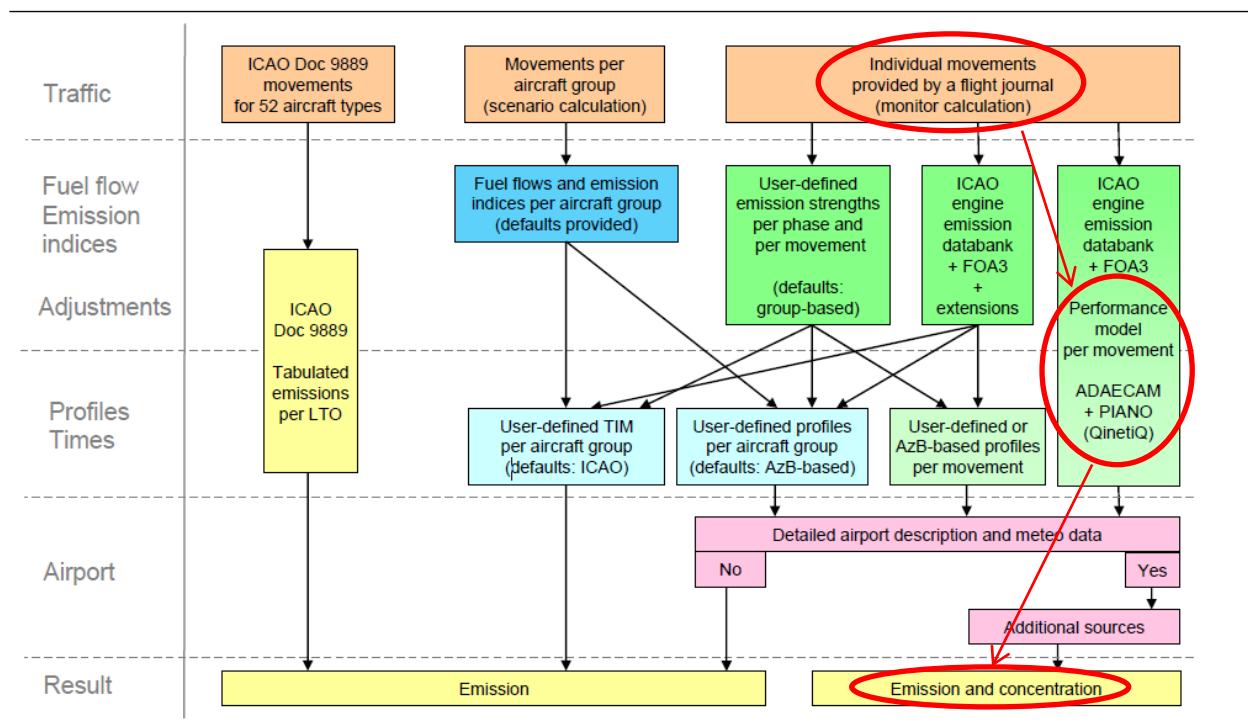 Traffic
ICAO Doc 9889
movements
for 52 aircraft types
Movements per
aircraft group
(scenario calculation)
Individual movements
provided by a flight journal
(monitor calculation)
Fuel flow
Emission
indices
Adjustments
Fuel flows and emission
indices per aircraft group
(defaults provided)
User-defined
emission strengths
per phase and
per movement
(defaults:
group-based)
ICAO
engine
emission
databank
+ FOA3
+
extensions
ICAO
engine
emission
databank
+ FOA3
Performance
model
per movement
ADAECAM
+ PIANO
(QinetiQ)
ICAO
Doc 9889
Tabulated
emissions
per LTO
Profiles
Times
User-defined TIM
per aircraft group
(defaults: ICAO)
User-defined profiles
per aircraft group
(defaults: AzB-based)
User-defined or
AzB-based profiles
per movement
Airport
Detailed airport description and meteo data
No
Yes
Additional sources
Result
Emission
Emission and concentration